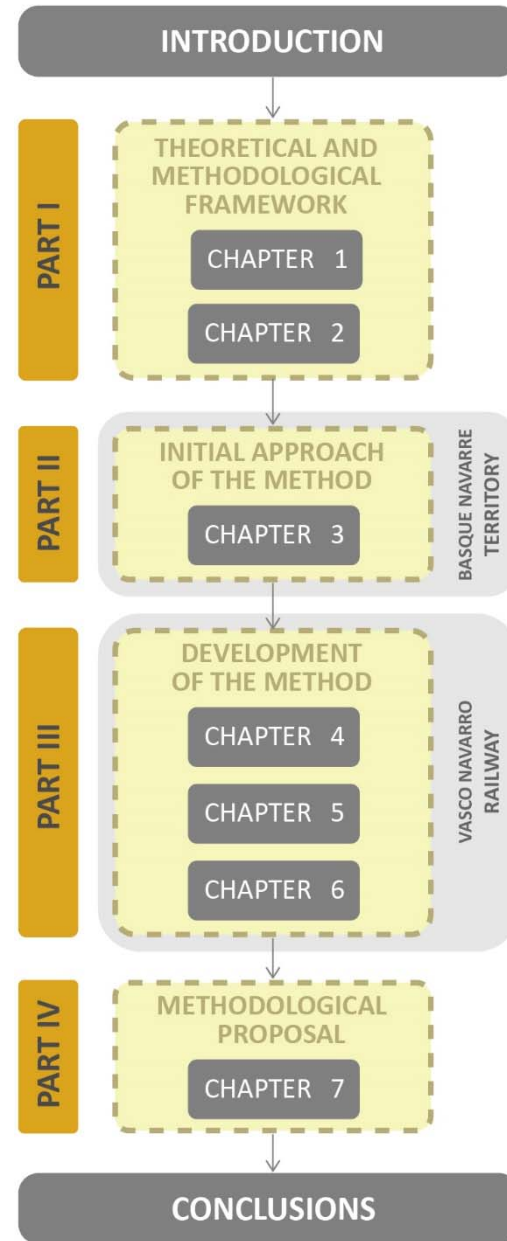 INTRODUCTION
PART I
THEORETICAL AND
METHODOLOGICAL
FRAMEWORK
CHAPTER 1
CHAPTER 2
PART II
INITIAL APPROACH
OF THE METHOD
CHAPTER 3
BASQUE NAVARRE
TERRITORY
PART III
DEVELOPMENT
OF THE METHOD
CHAPTER 4
CHAPTER 5
CHAPTER 6
VASCO NAVARRO
RAILWAY
PART IV
METHODOLOGICAL
PROPOSAL
CHAPTER 7
CONCLUSIONS